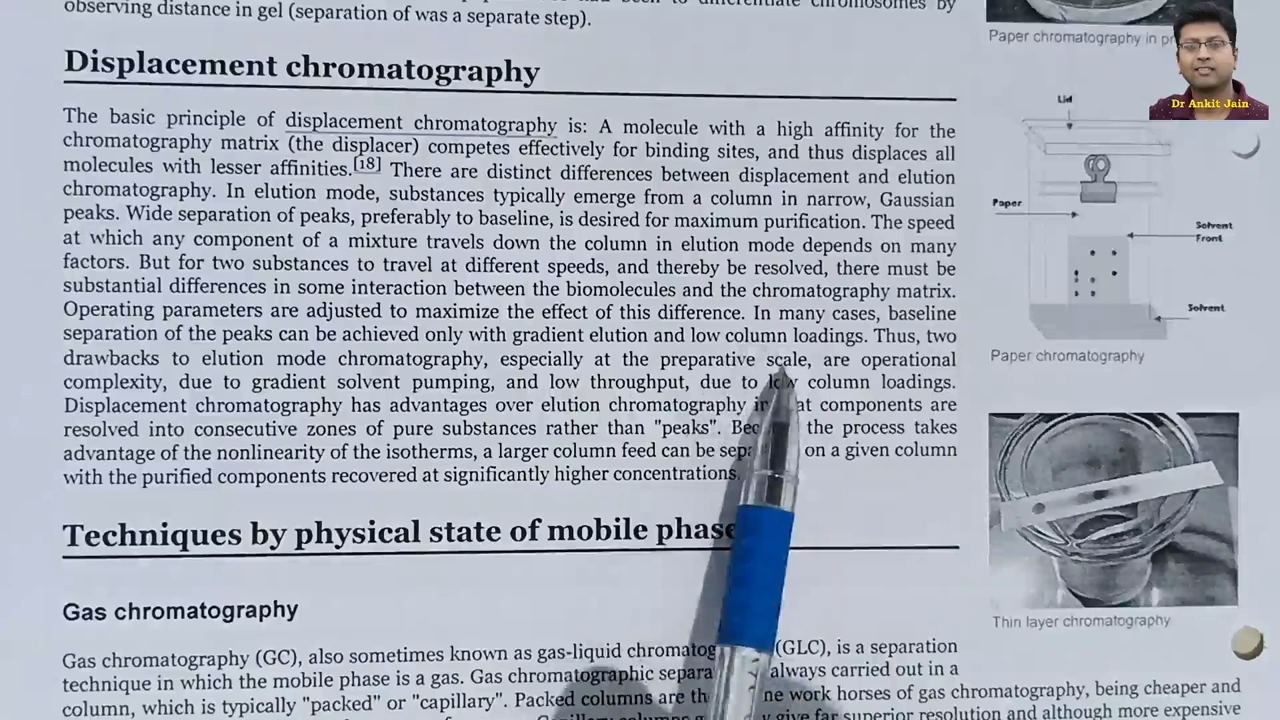 observing distance in gel (separation of was a separate step).
Displacement chromatography
The basic principle of displacement chromatography is: A molecule with a high affinity for the
chromatography matrix (the displacer) competes effectively for binding sites, and thus displaces all
molecules with lesser affinities.[18] There are distinct differences between displacement and elution
chromatography. In elution mode, substances typically emerge from a column in narrow, Gaussian
peaks. Wide separation of peaks, preferably to baseline, is desired for maximum purification. The speed
at which any component of a mixture travels down the column in elution mode depends on many
factors. But for two substances to travel at different speeds, and thereby be resolved, there must be
substantial differences in some interaction between the biomolecules and the chromatography matrix.
Operating parameters are adjusted to maximize the effect of this difference. In many cases, baseline
separation of the peaks can be achieved only with gradient elution and low column loadings. Thus, two
drawbacks to elution mode chromatography, especially at the preparative scale, are operational
complexity, due to gradient solvent pumping, and low throughput, due to low column loadings.
Displacement chromatography has advantages over elution chromatography in at components are
resolved into consecutive zones of pure substances rather than "peaks". Bec the process takes
advantage of the nonlinearity of the isotherms, a larger column feed can be sepa on a given column
with the purified components recovered at significantly higher concentrations.
Techniques by physical state of mobile phase
Gas chromatography
Gas chromatography (GC), also sometimes known as gas-liquid chromatog (GLC), is a separation
technique in which the mobile phase is a gas. Gas chromatographic separa always carried out in a
column, which is typically "packed" or "capillary". Packed columns are th ne work horses of gas chromatography, being cheaper and
give far superior resolution and although more expensive
Paper chromatography in pr
Dr Ankit Jain
Lid
Paper
Solvent
Front
Solvent
Paper chromatography
Thin layer chromatography